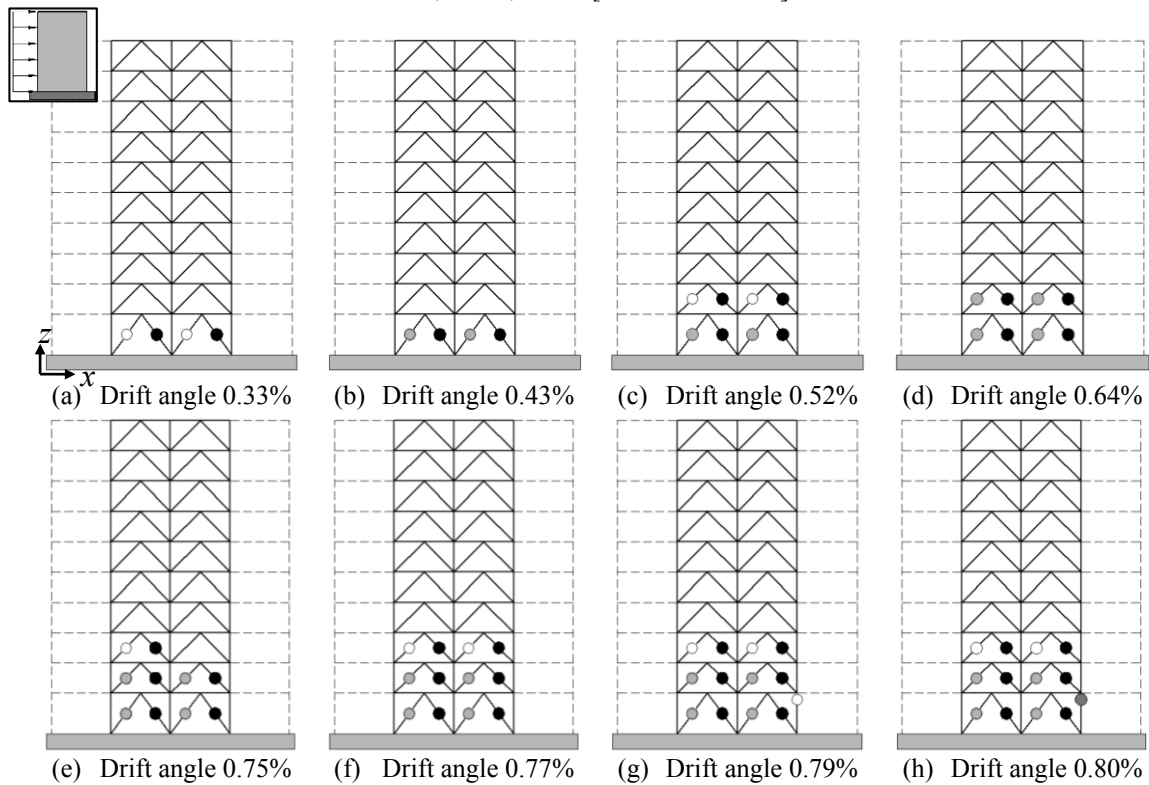 z
x
(a) Drift angle 0.33%
(b) Drift angle 0.43%
(c) Drift angle 0.52%
(d) Drift angle 0.64%
(e) Drift angle 0.75%
(f) Drift angle 0.77%
(g) Drift angle 0.79%
(h) Drift angle 0.80%